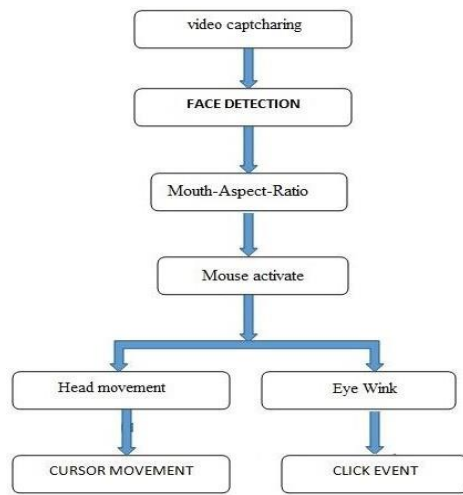 video captcharing
FACE DETECTION
Mouth-Aspect-Ratio
Mouse activate
Head movement
Eye Wink
CURSOR MOVEMENT
CLICK EVENT